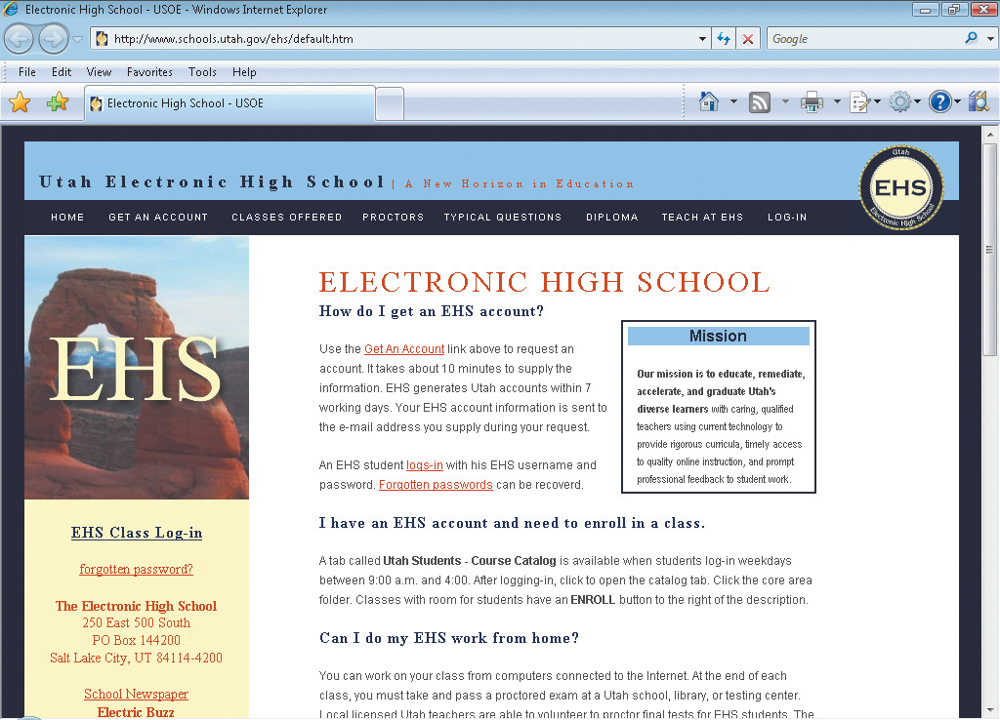 Electronic High School - USOE - Windows Internet Explorer
http://www.schools.utah.gov/ehs/default.htm
Google
File Edit View Favorites Tools Help
Electronic High School - USOE
Utah Electronic High School | A New Horizon in Education
Utah
EHS
Electronic High School
HOME GET AN ACCOUNT CLASSES OFFERED PROCTORS TYPICAL QUESTIONS DIPLOMA TEACH AT EHS LOG-IN
EHS
EHS Class Log-in
forgotten password?
The Electronic High School
250 East 500 South
PO Box 144200
Salt Lake City, UT 84114-4200
School Newspaper
Electric Buzz
ELECTRONIC HIGH SCHOOL
How do I get an EHS account?
Use the Get An Account link above to request an
account. It takes about 10 minutes to supply the
information. EHS generates Utah accounts within 7
working days. Your EHS account information is sent to
the e-mail address you supply during your request.
An EHS student logs-in with his EHS username and
password. Forgotten passwords can be recoverd.
Mission
Our mission is to educate, remediate,
accelerate, and graduate Utah's
diverse learners with caring, qualified
teachers using current technology to
provide rigorous curricula, timely access
to quality online instruction, and prompt
professional feedback to student work.
I have an EHS account and need to enroll in a class.
A tab called Utah Students - Course Catalog is available when students log-in weekdays
between 9:00 a.m. and 4:00. After logging-in, click to open the catalog tab. Click the core area
folder. Classes with room for students have an ENROLL button to the right of the description.
Can I do my EHS work from home?
You can work on your class from computers connected to the Internet. At the end of each
class, you must take and pass a proctored exam at a Utah school, library, or testing center.
Local licensed Utah teachers are able to volunteer to proctor final tests for EHS students. The